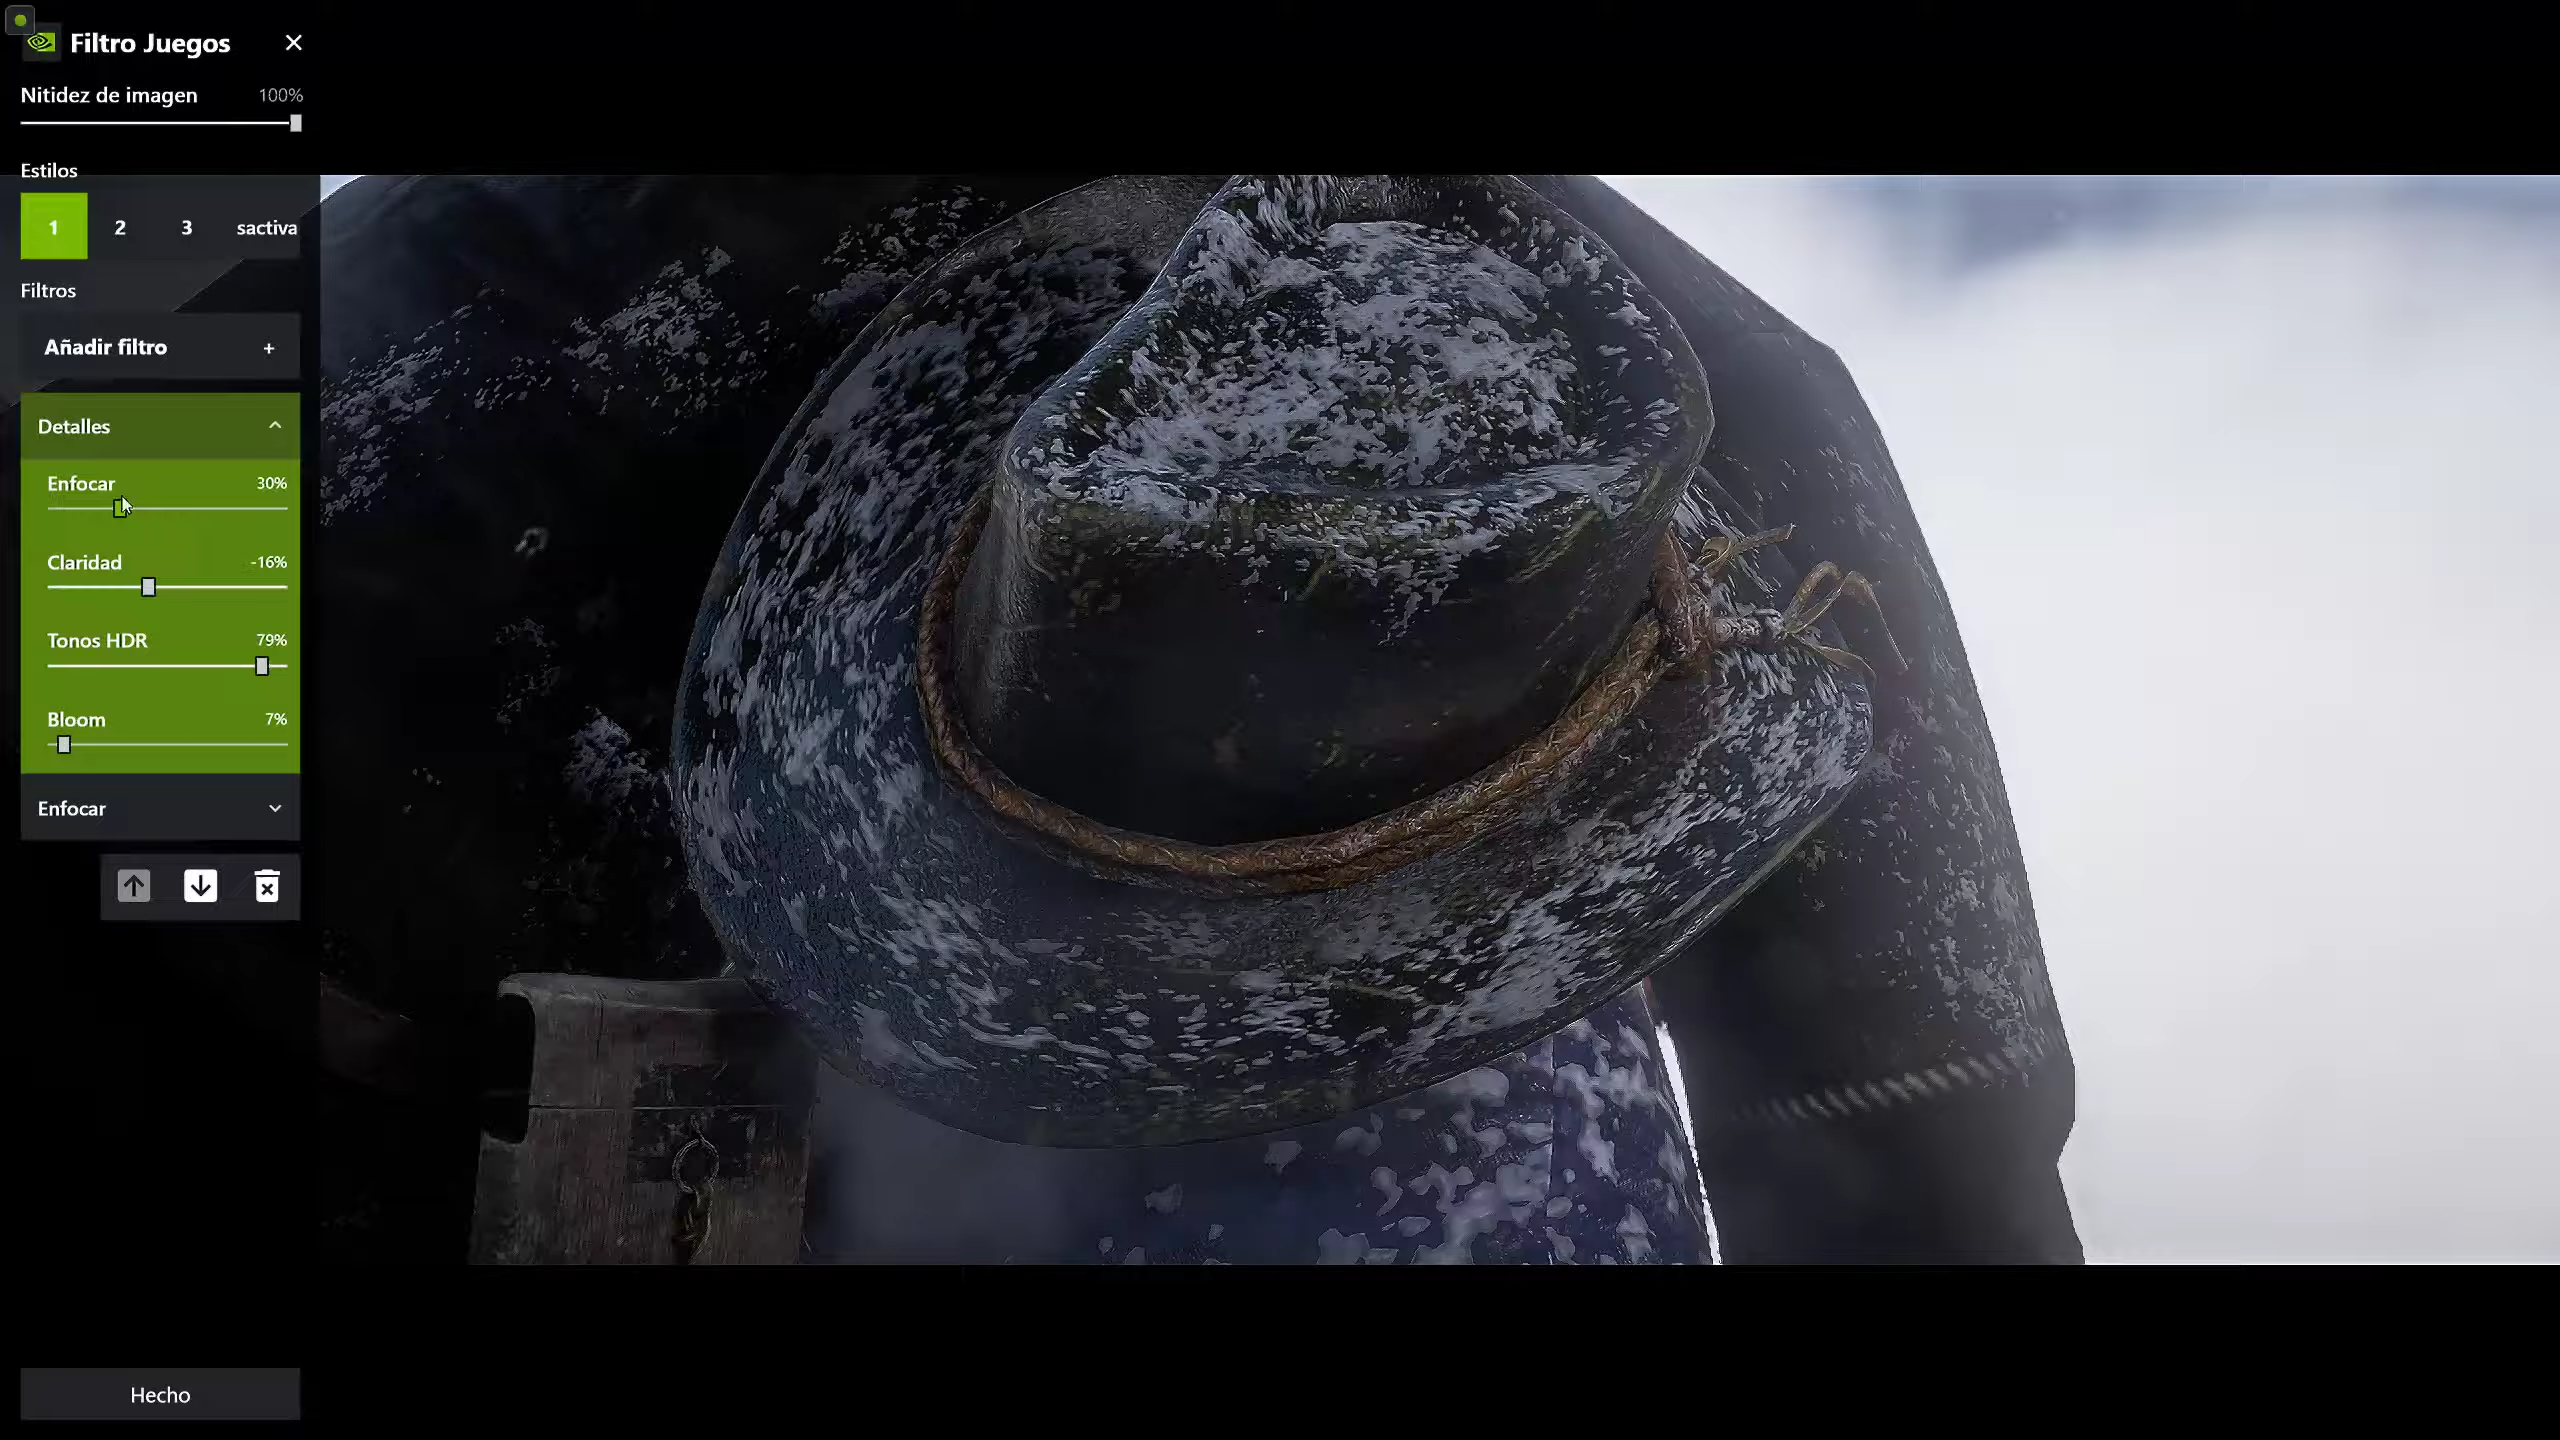 Filtro Juegos
Nitidez de imagen 100%
Estilos
1 2 3 sactiva
Filtros
Añadir filtro +
Detalles
Enfocar 30%
Claridad -16%
Tonos HDR 79%
Bloom 7%
Enfocar
Hecho